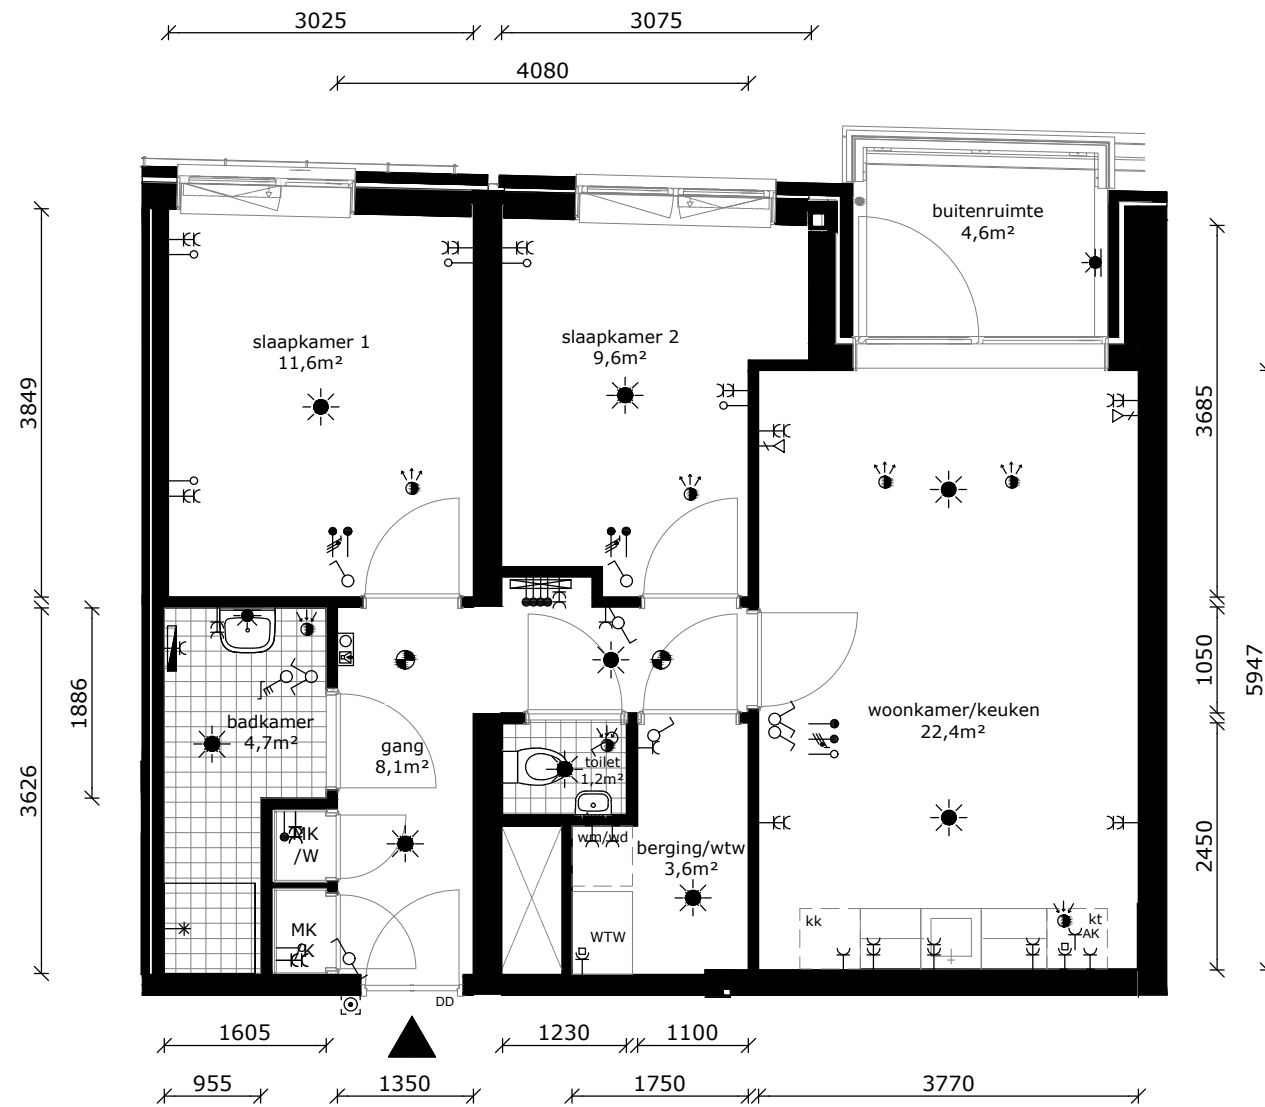 3025
3075
4080
buitenruimte
4,6m²
slaapkamer 1
11,6m²
slaapkamer 2
9,6m²
3849
3685
1886
1050
5947
badkamer
4,7m²
gang
8,1m²
woonkamer/keuken
22,4m²
toilet
1,2m²
3626
MK
/W
wm/wd
berging/wtw
3,6m²
2450
MK
WTW
kk
kt
AK
DD
1605
1230
1100
955
1350
1750
3770